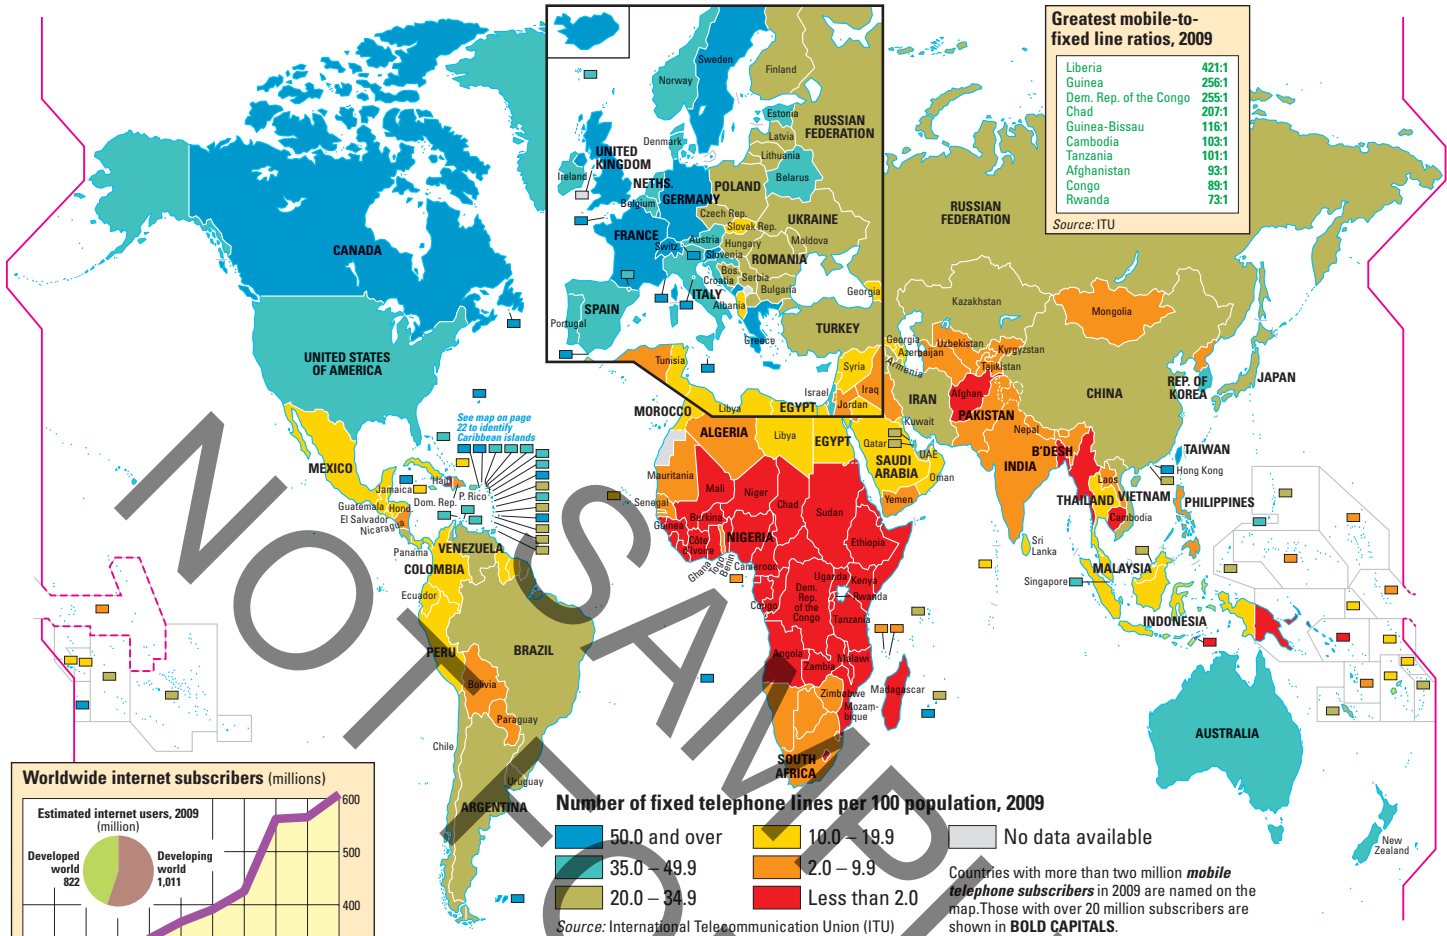 Greatest mobile-to-
fixed line ratios, 2009
Liberia 421:1
Guinea 256:1
Dem. Rep. of the Congo 255:1
Chad 207:1
Guinea-Bissau 116:1
Cambodia 103:1
Tanzania 101:1
Afghanistan 93:1
Congo 89:1
Rwanda 73:1
Source: ITU
Sweden
Norway
Finland
Estonia
RUSSIAN
FEDERATION
Latvia
Denmark
Lithuania
UNITED
KINGDOM
Ireland
NETHS.
Belarus
POLAND
GERMANY
Belgium
Czech Rep.
UKRAINE
Slovak Rep.
FRANCE
Austria
Switz.
Hungary
Moldova
Slovenia
ROMANIA
Bos.
Croatia
Serbia
ITALY
Bulgaria
Albania
Georgia
SPAIN
Portugal
TURKEY
Greece
Tunisia
Syria
Israel
Iraq
Jordan
Libya
EGYPT
CANADA
UNITED STATES
OF AMERICA
RUSSIAN
FEDERATION
Kazakhstan
Mongolia
Georgia
Uzbekistan
Azerbaijan
Kyrgyzstan
Armenia
Tajikistan
REP. OF
KOREA
JAPAN
Afghan.
IRAN
CHINA
PAKISTAN
Kuwait
Nepal
MOROCCO
ALGERIA
Libya
EGYPT
Qatar
UAE
SAUDI
ARABIA
INDIA
B'DESH
TAIWAN
Hong Kong
Oman
See map on page
22 to identify
Caribbean islands
MEXICO
Haiti
Jamaica
P. Rico
Dom. Rep.
Guatemala
Hond.
El Salvador
Nicaragua
Panama
VENEZUELA
COLOMBIA
Ecuador
PERU
BRAZIL
Bolivia
Paraguay
Chile
Uruguay
ARGENTINA
Mauritania
Mali
Niger
Chad
Sudan
Yemen
Senegal
Guinea
Burkina
Côte
d'Ivoire
NIGERIA
Ethiopia
Ghana
Togo
Benin
Cameroon
Uganda
Kenya
Congo
Dem.
Rep.
of the
Congo
Rwanda
Tanzania
Angola
Zambia
Malawi
Zimbabwe
Madagascar
Mozam-
bique
SOUTH
AFRICA
Laos
THAILAND
VIETNAM
PHILIPPINES
Cambodia
Sri
Lanka
MALAYSIA
Singapore
INDONESIA
AUSTRALIA
New
Zealand
Worldwide internet subscribers (millions)
600
500
400
Estimated internet users, 2009
(million)
Developed
world
822
Developing
world
1,011
Number of fixed telephone lines per 100 population, 2009
50.0 and over
10.0 – 19.9
No data available
35.0 – 49.9
2.0 – 9.9
20.0 – 34.9
Less than 2.0
Source: International Telecommunication Union (ITU)
Countries with more than two million mobile
telephone subscribers in 2009 are named on the
map.Those with over 20 million subscribers are
shown in BOLD CAPITALS.
SAMPL
NOT TO